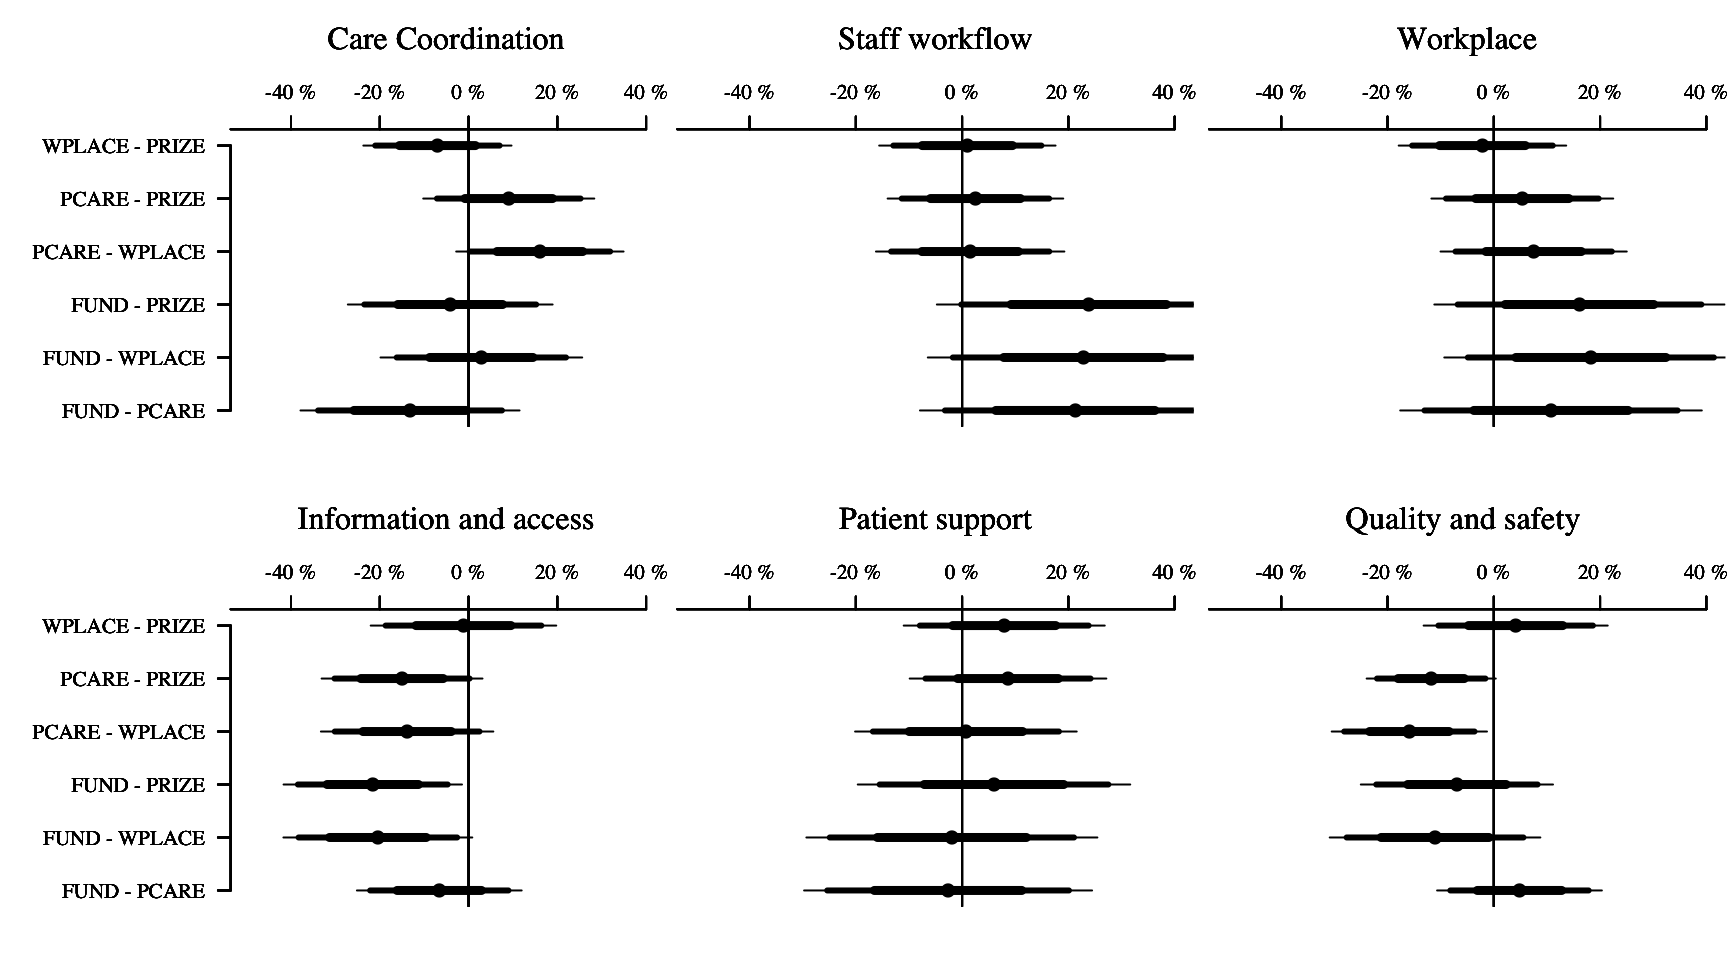 Care Coordination Staff workflow Workplace
-40 % -20 % 0 % 20 % 40 % -40 % -20 % 0 % 20 % 40 % -40 % -20 % 0 % 20 % 40 %
WPLACE - PRIZE
PCARE - PRIZE
PCARE - WPLACE
FUND - PRIZE
FUND - WPLACE
FUND - PCARE
Information and access Patient support Quality and safety
-40 % -20 % 0 % 20 % 40 % -40 % -20 % 0 % 20 % 40 % -40 % -20 % 0 % 20 % 40 %
WPLACE - PRIZE
PCARE - PRIZE
PCARE - WPLACE
FUND - PRIZE
FUND - WPLACE
FUND - PCARE